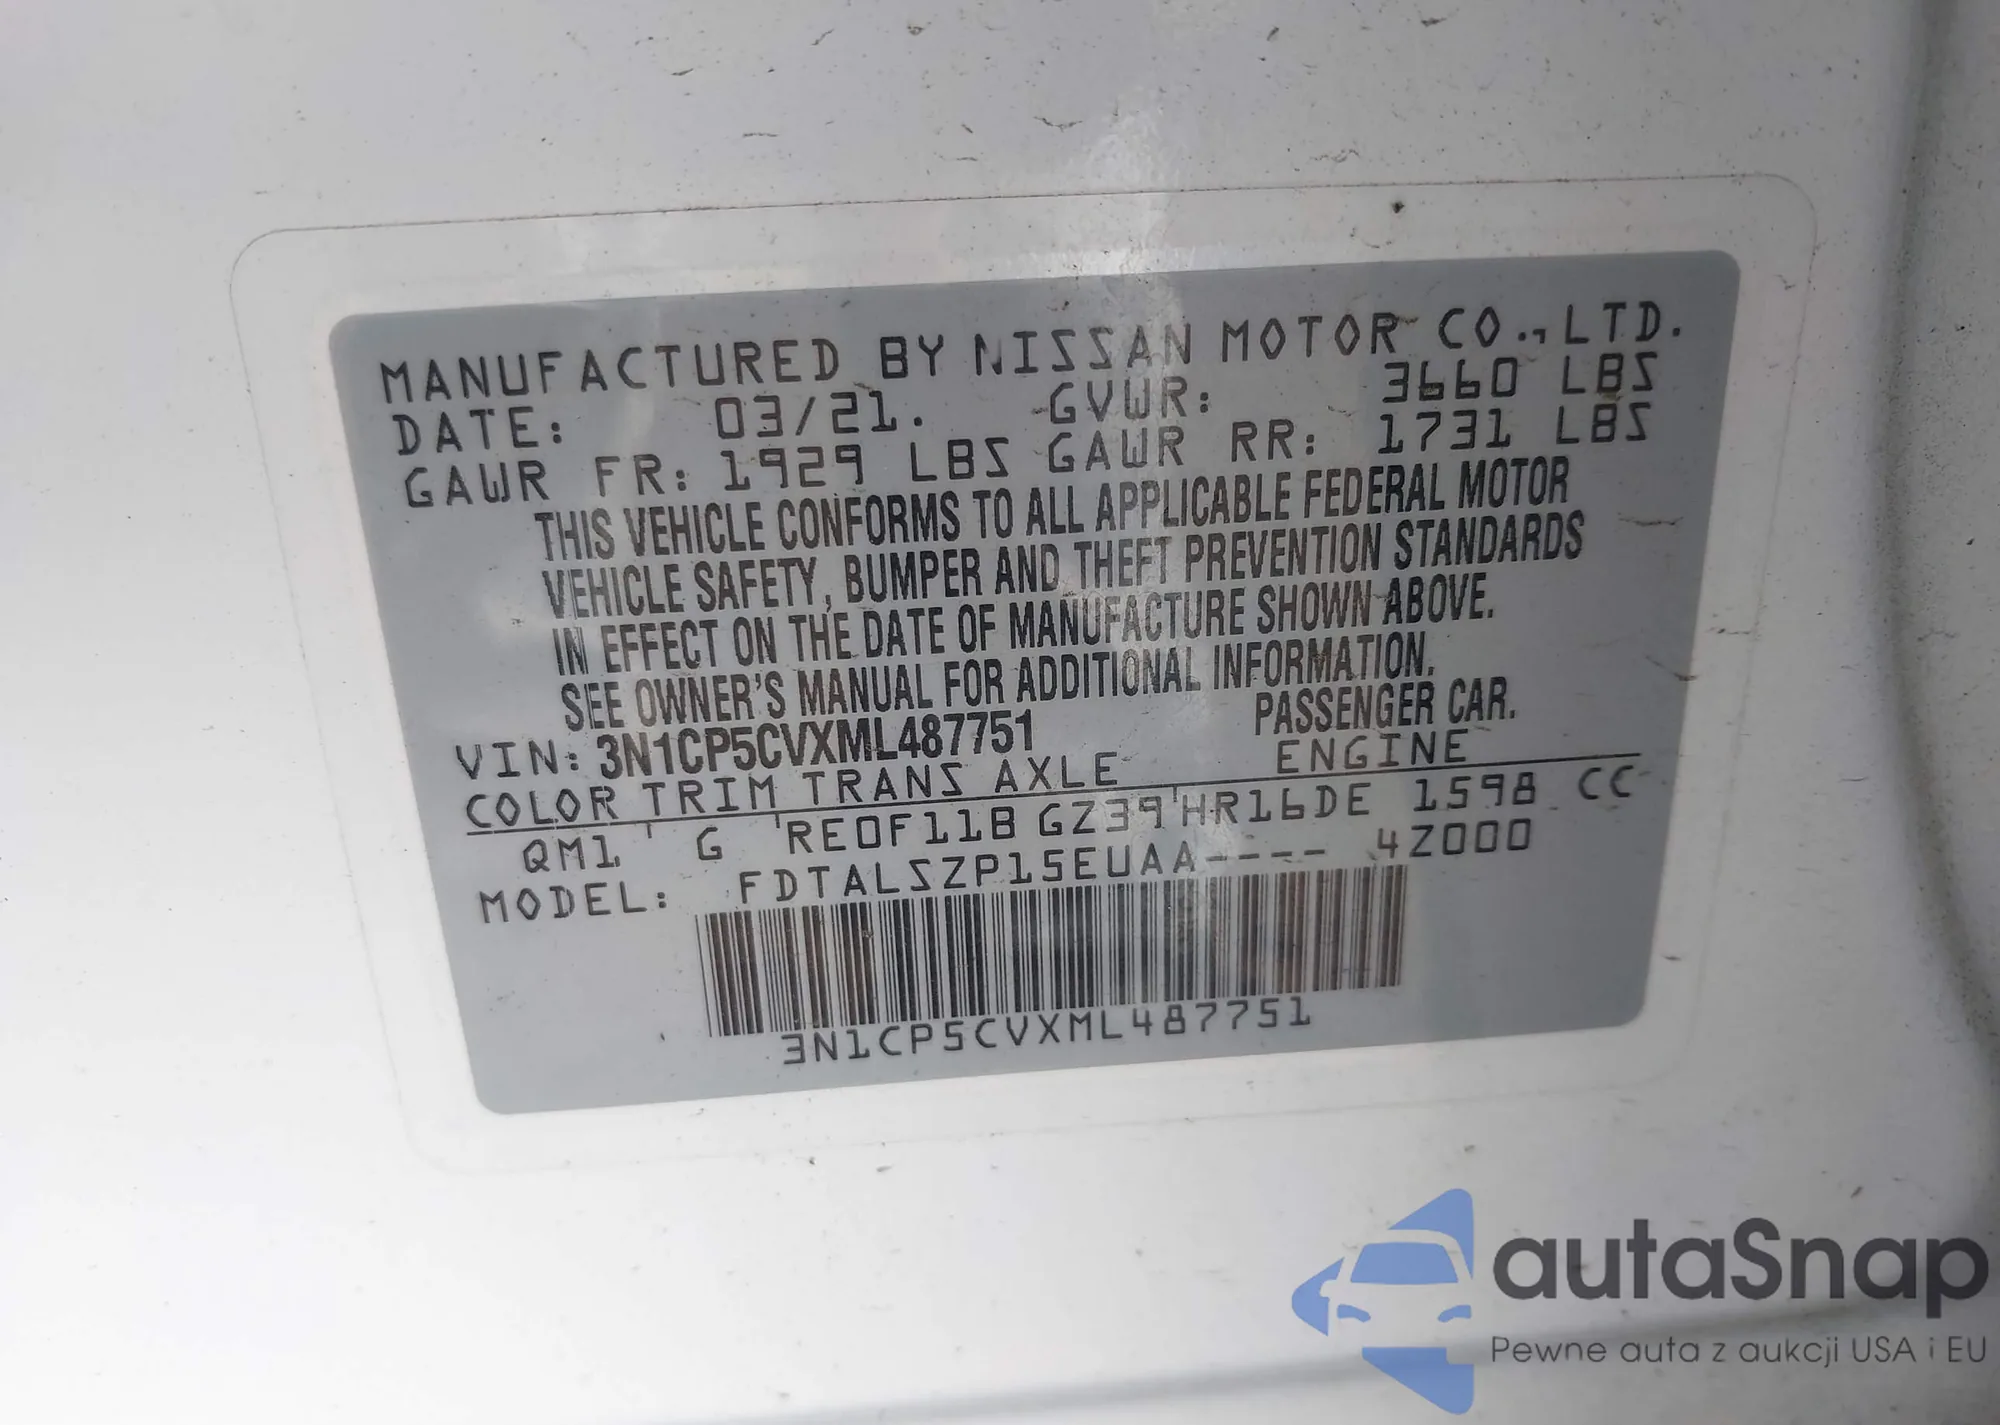 MANUFACTURED BY NISSAN MOTOR CO., LTD.
DATE: 03/21. GVWR: 3660 LBS
GAWR FR: 1929 LBS GAWR RR: 1731 LBS
THIS VEHICLE CONFORMS TO ALL APPLICABLE FEDERAL MOTOR
VEHICLE SAFETY, BUMPER AND THEFT PREVENTION STANDARDS
IN EFFECT ON THE DATE OF MANUFACTURE SHOWN ABOVE.
SEE OWNER'S MANUAL FOR ADDITIONAL INFORMATION.
VIN: 3N1CP5CVXML487751 PASSENGER CAR.
COLOR TRIM TRANS AXLE ENGINE
QM1 G RE0F11B GZ39 HR16DE 1598 CC
MODEL: FDTALSZP15EUAA---- 4Z000
3N1CP5CVXML487751
autaSnap
Pewne auta z aukcji USA i EU